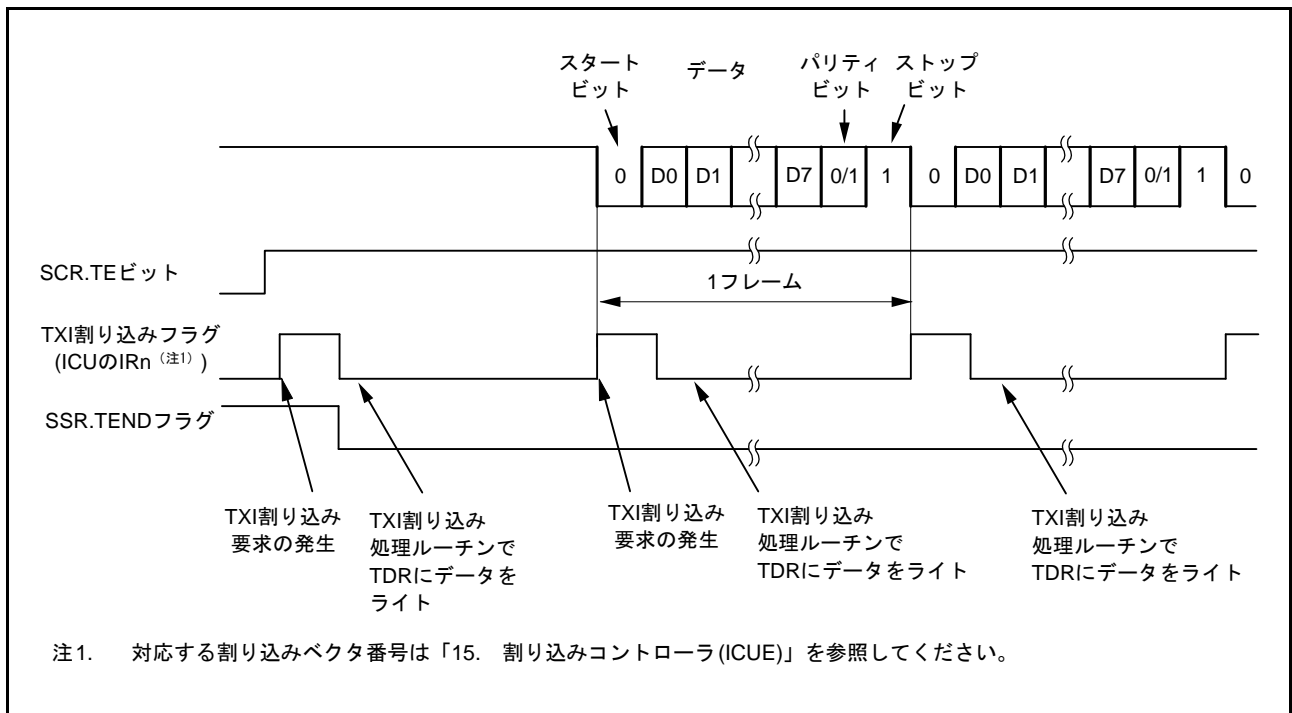 スタート
ビット
データ
パリティ
ビット
ストップ
ビット
0 D0 D1 D7 0/1 1 0 D0 D1 D7 0/1 1 0
SCR.TEビット
1フレーム
TXI割り込みフラグ
(ICUのIRn（注1）)
SSR.TENDフラグ
TXI割り込み
要求の発生
TXI割り込み
処理ルーチンで
TDRにデータを
ライト
TXI割り込み
要求の発生
TXI割り込み
処理ルーチンで
TDRにデータをライト
TXI割り込み
処理ルーチンで
TDRにデータをライト
注1. 対応する割り込みベクタ番号は「15. 割り込みコントローラ(ICUE)」を参照してください。